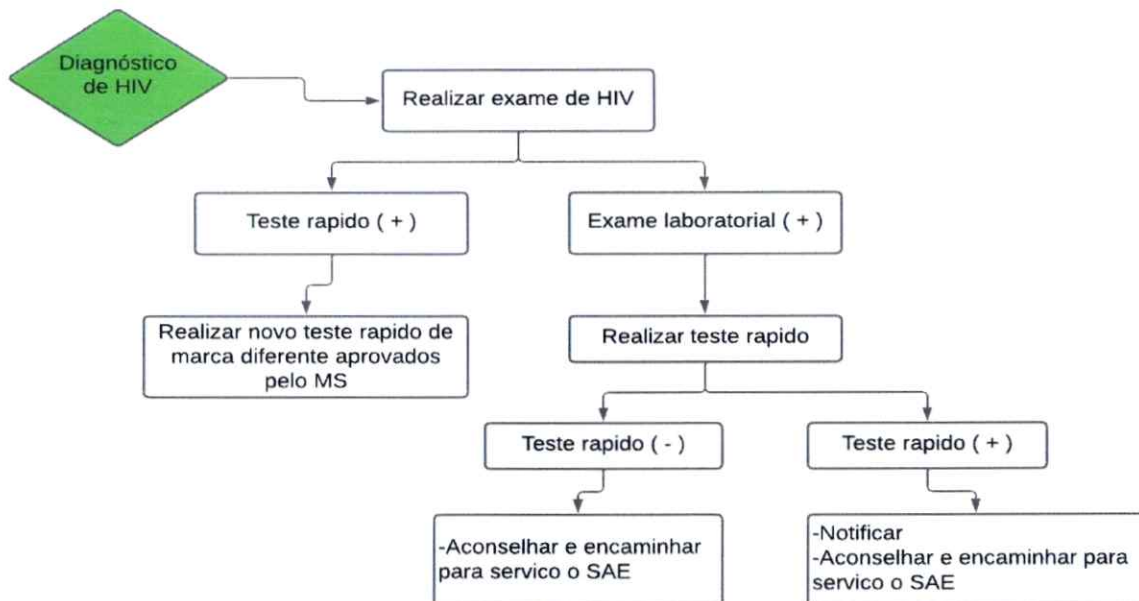 Diagnóstico
de HIV
Realizar exame de HIV
Teste rapido ( + )
Exame laboratorial ( + )
Realizar novo teste rapido de
marca diferente aprovados
pelo MS
Realizar teste rapido
Teste rapido ( - )
Teste rapido ( + )
-Aconselhar e encaminhar
para servico o SAE
-Notificar
-Aconselhar e encaminhar para
servico o SAE